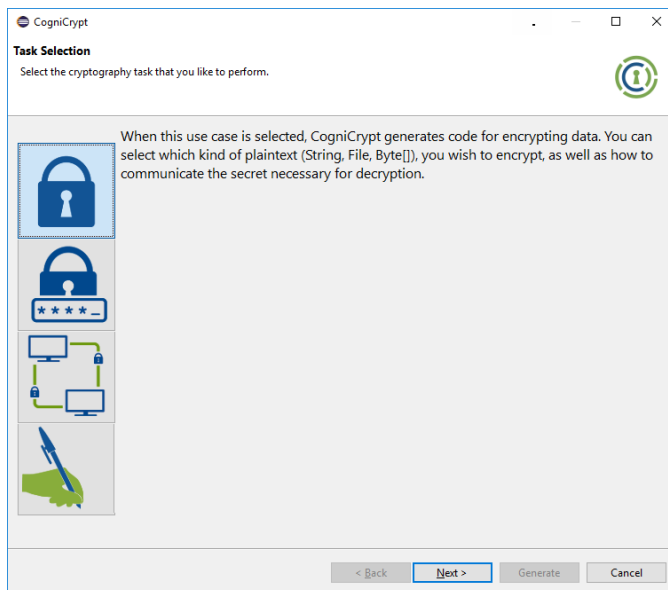 CogniCrypt
Task Selection
Select the cryptography task that you like to perform.
When this use case is selected, CogniCrypt generates code for encrypting data. You can
select which kind of plaintext (String, File, Byte[]), you wish to encrypt, as well as how to
communicate the secret necessary for decryption.
****_
< Back Next > Generate Cancel